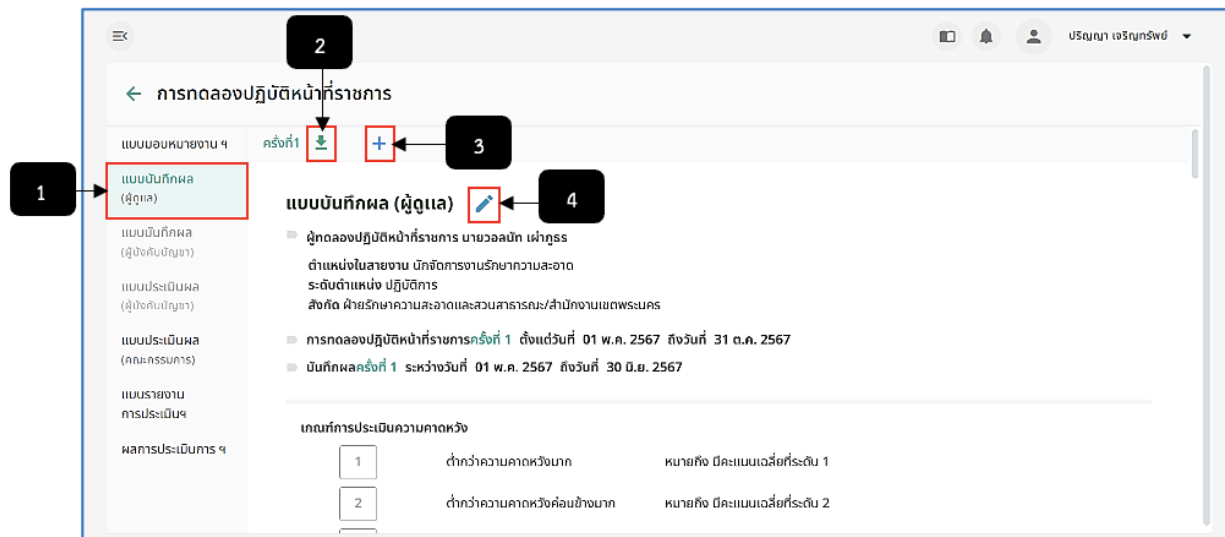 ปริญญา เจริญทรัพย์
2
การทดลองปฏิบัติหน้าที่ราชการ
แบบมอบหมายงาน ฯ
ครั้งที่1
3
1
แบบบันทึกผล
(ผู้ดูแล)
แบบบันทึกผล (ผู้ดูแล)
4
แบบบันทึกผล
(ผู้บังคับบัญชา)
แบบประเมินผล
(ผู้บังคับบัญชา)
แบบประเมินผล
(คณะกรรมการ)
แบบรายงาน
การประเมินฯ
ผลการประเมินการ ฯ
ผู้ทดลองปฏิบัติหน้าที่ราชการ นายวอลนัท เผ่าภูธร
ตำแหน่งในสายงาน นักจัดการงานรักษาความสะอาด
ระดับตำแหน่ง ปฏิบัติการ
สังกัด ฝ่ายรักษาความสะอาดและสวนสาธารณะ/สำนักงานเขตพระนคร
การทดลองปฏิบัติหน้าที่ราชการครั้งที่ 1 ตั้งแต่วันที่ 01 พ.ค. 2567 ถึงวันที่ 31 ต.ค. 2567
บันทึกผลครั้งที่ 1 ระหว่างวันที่ 01 พ.ค. 2567 ถึงวันที่ 30 มิ.ย. 2567
เกณฑ์การประเมินความคาดหวัง
1 ต่ำกว่าความคาดหวังมาก หมายถึง มีคะแนนเฉลี่ยที่ระดับ 1
2 ต่ำกว่าความคาดหวังค่อนข้างมาก หมายถึง มีคะแนนเฉลี่ยที่ระดับ 2